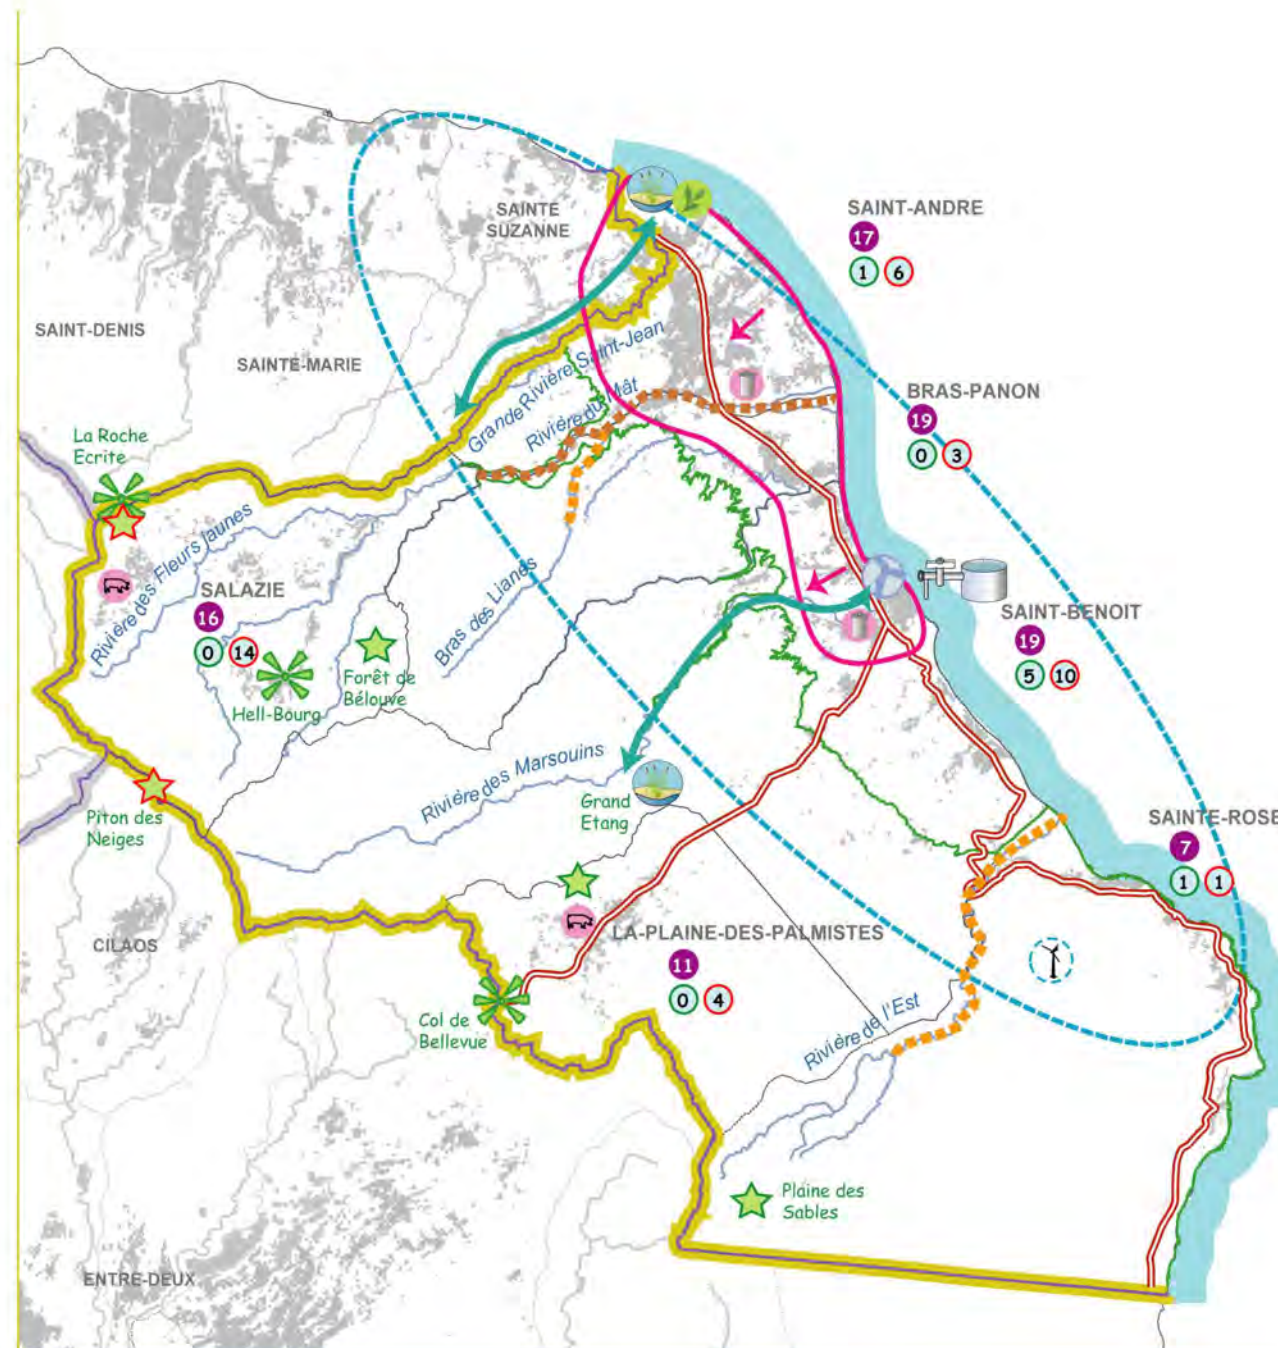 SAINT-ANDRE
17
1 6
SAINTE
SUZANNE
SAINT-DENIS
SAINTE-MARIE
Grande Rivière Saint-Jean
Rivière du Mât
BRAS-PANON
19
0 3
La Roche
Ecrite
Rivière des Fleurs jaunes
SALAZIE
16
0 14
Bras des Lianes
Hell-Bourg
Forêt de
Bélouve
SAINT-BENOIT
19
5 10
Rivière des Marsouins
Grand
Etang
Piton des
Neiges
SAINTE-ROSE
7
1 1
CILAOS
LA-PLAINE-DES-PALMISTES
11
0 4
Col de
Bellevue
Rivière de l'Est
Plaine des
Sables
ENTRE-DEUX